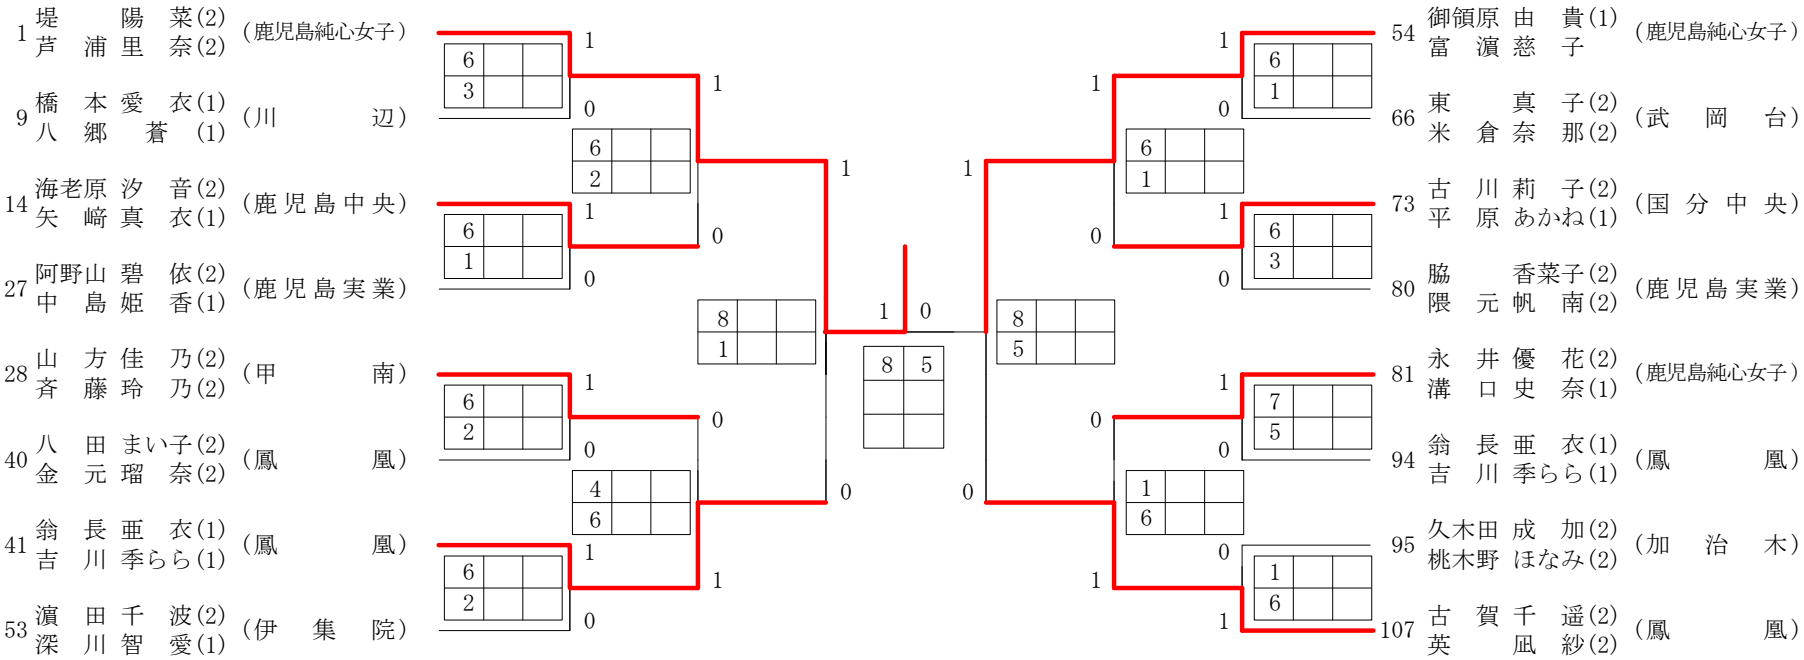 1 堤 陽 菜(2) (鹿児島純心女子)
芦 浦 里 奈(2)
9 橋 本 愛 衣(1) (川 辺)
八 郷 蒼 (1)
14 海老原 汐 音(2) (鹿児島中央)
矢 﨑 真 衣(1)
27 阿野山 碧 依(2) (鹿児島実業)
中 島 姫 香(1)
28 山 方 佳 乃(2) (甲 南)
斉 藤 玲 乃(2)
40 八 田 まい子(2) (鳳 凰)
金 元 瑠 奈(2)
41 翁 長 亜 衣(1) (鳳 凰)
吉 川 季らら(1)
53 濵 田 千 波(2) (伊 集 院)
深 川 智 愛(1)
1
6
3
0
1
6
1
0
1
6
2
0
1
6
2
0
1
6
2
0
0
4
6
1
1
8
1
0
1 0
8 5
1
8
5
0
1
6
1
0
0
1
6
1
1
6
1
0
1
6
3
0
1
7
5
0
0
1
6
1
54 御領原 由 貴(1) (鹿児島純心女子)
富 濵 慈 子
66 東 真 子(2) (武 岡 台)
米 倉 奈 那(2)
73 古 川 莉 子(2) (国 分 中 央)
平 原 あかね(1)
80 脇 香菜子(2) (鹿児島実業)
隈 元 帆 南(2)
81 永 井 優 花(2) (鹿児島純心女子)
溝 口 史 奈(1)
94 翁 長 亜 衣(1) (鳳 凰)
吉 川 季らら(1)
95 久木田 成 加(2) (加 治 木)
桃木野 ほなみ(2)
107 古 賀 千 遥(2) (鳳 凰)
英 凪 紗(2)